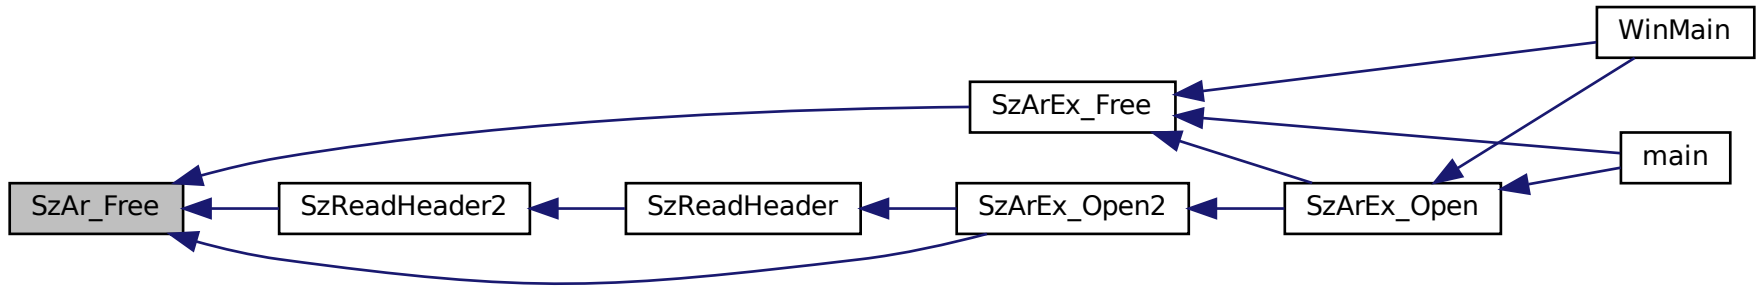 WinMain
SzArEx_Free
main
SzAr_Free
SzReadHeader2
SzReadHeader
SzArEx_Open2
SzArEx_Open